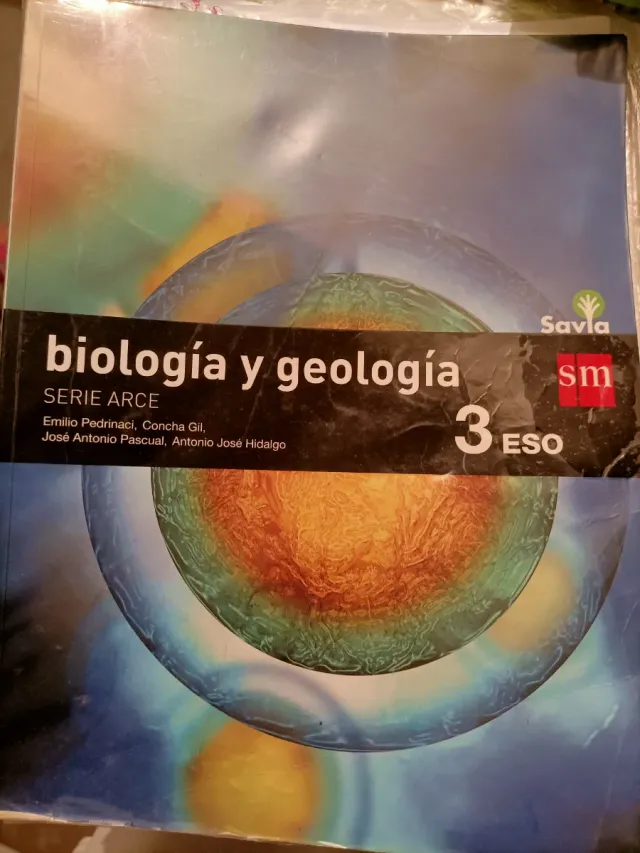 Savia
biología y geología
sm
SERIE ARCE
Emilio Pedrinaci, Concha Gil,
José Antonio Pascual, Antonio José Hidalgo
3 ESO